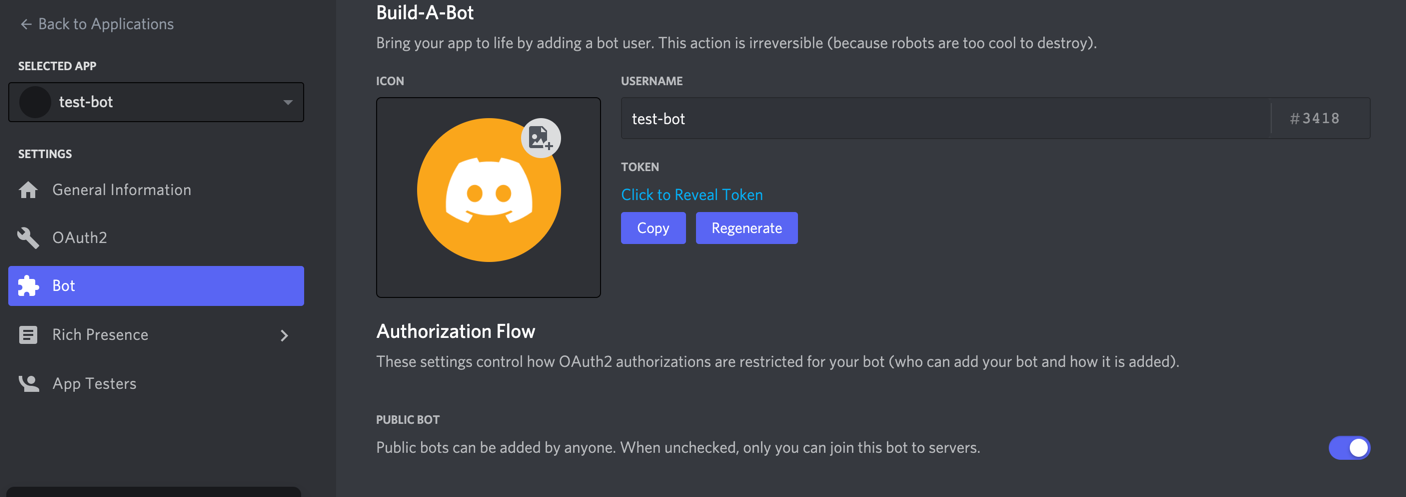 ← Back to Applications
SELECTED APP
test-bot
SETTINGS
General Information
OAuth2
Bot
Rich Presence
App Testers
Build-A-Bot
Bring your app to life by adding a bot user. This action is irreversible (because robots are too cool to destroy).
ICON
USERNAME
test-bot #3418
TOKEN
Click to Reveal Token
Copy Regenerate
Authorization Flow
These settings control how OAuth2 authorizations are restricted for your bot (who can add your bot and how it is added).
PUBLIC BOT
Public bots can be added by anyone. When unchecked, only you can join this bot to servers.